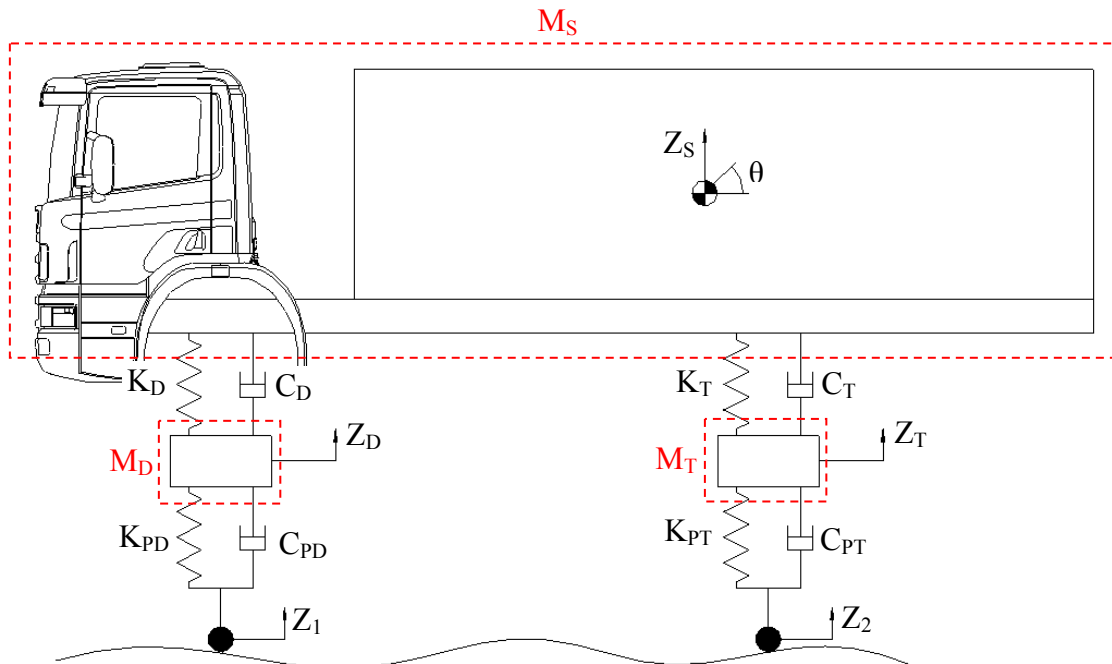 M_S
Z_S
θ
K_D
C_D
K_T
C_T
Z_D
Z_T
M_D
M_T
K_PD
C_PD
K_PT
C_PT
Z_1
Z_2